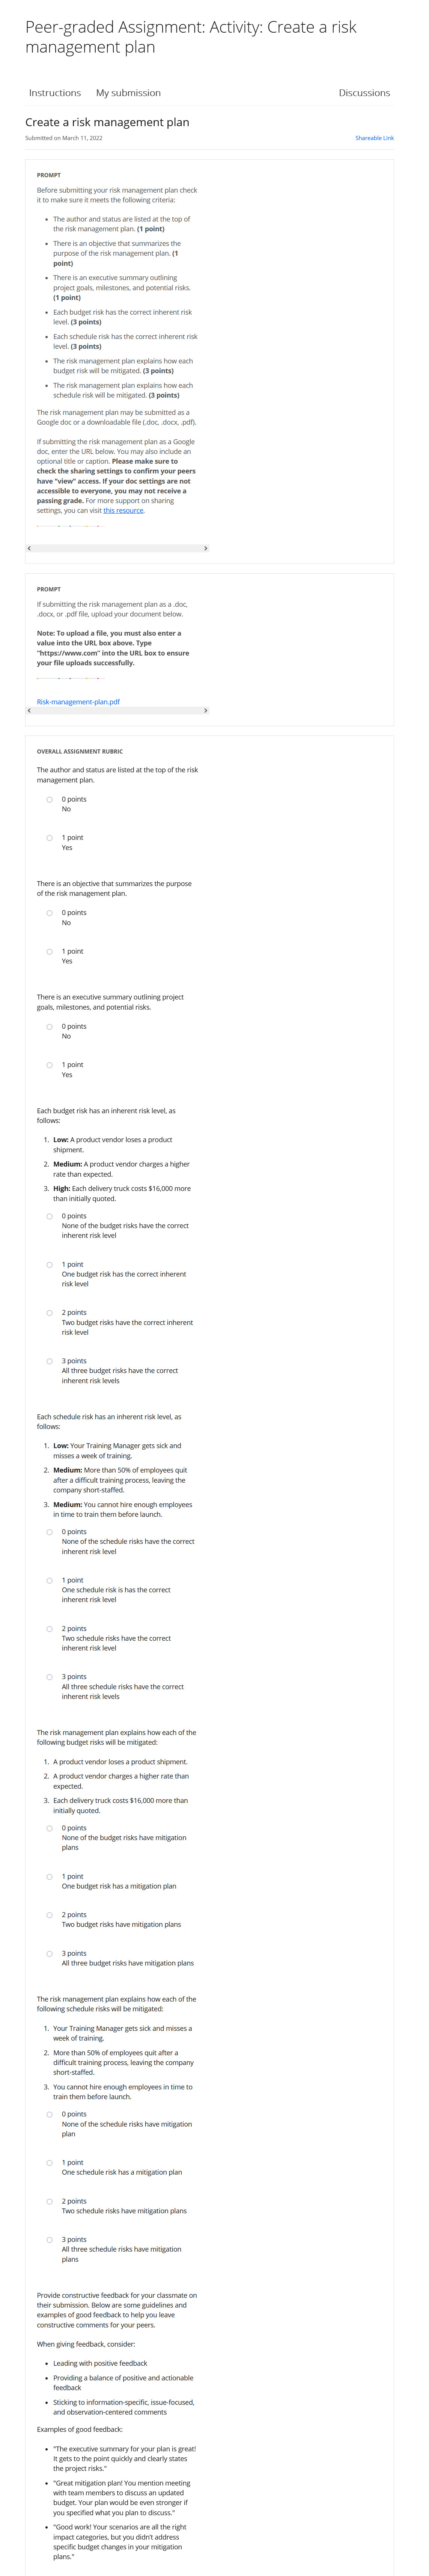 Peer-graded Assignment: Activity: Create a risk
management plan
Instructions My submission Discussions
Create a risk management plan
Submitted on March 11, 2022 Shareable Link
PROMPT
Before submitting your risk management plan check
it to make sure it meets the following criteria:
• The author and status are listed at the top of
the risk management plan. (1 point)
• There is an objective that summarizes the
purpose of the risk management plan. (1
point)
• There is an executive summary outlining
project goals, milestones, and potential risks.
(1 point)
• Each budget risk has the correct inherent risk
level. (3 points)
• Each schedule risk has the correct inherent risk
level. (3 points)
• The risk management plan explains how each
budget risk will be mitigated. (3 points)
• The risk management plan explains how each
schedule risk will be mitigated. (3 points)
The risk management plan may be submitted as a
Google doc or a downloadable file (.doc, .docx, .pdf).
If submitting the risk management plan as a Google
doc, enter the URL below. You may also include an
optional title or caption. Please make sure to
check the sharing settings to confirm your peers
have "view" access. If your doc settings are not
accessible to everyone, you may not receive a
passing grade. For more support on sharing
settings, you can visit this resource.
PROMPT
If submitting the risk management plan as a .doc,
.docx, or .pdf file, upload your document below.
Note: To upload a file, you must also enter a
value into the URL box above. Type
"https://www.com" into the URL box to ensure
your file uploads successfully.
Risk-management-plan.pdf
OVERALL ASSIGNMENT RUBRIC
The author and status are listed at the top of the risk
management plan.
0 points
No
1 point
Yes
There is an objective that summarizes the purpose
of the risk management plan.
0 points
No
1 point
Yes
There is an executive summary outlining project
goals, milestones, and potential risks.
0 points
No
1 point
Yes
Each budget risk has an inherent risk level, as
follows:
1. Low: A product vendor loses a product
shipment.
2. Medium: A product vendor charges a higher
rate than expected.
3. High: Each delivery truck costs $16,000 more
than initially quoted.
0 points
None of the budget risks have the correct
inherent risk level
1 point
One budget risk has the correct inherent
risk level
2 points
Two budget risks have the correct inherent
risk level
3 points
All three budget risks have the correct
inherent risk levels
Each schedule risk has an inherent risk level, as
follows:
1. Low: Your Training Manager gets sick and
misses a week of training.
2. Medium: More than 50% of employees quit
after a difficult training process, leaving the
company short-staffed.
3. Medium: You cannot hire enough employees
in time to train them before launch.
0 points
None of the schedule risks have the correct
inherent risk level
1 point
One schedule risk is has the correct
inherent risk level
2 points
Two schedule risks have the correct
inherent risk level
3 points
All three schedule risks have the correct
inherent risk levels
The risk management plan explains how each of the
following budget risks will be mitigated:
1. A product vendor loses a product shipment.
2. A product vendor charges a higher rate than
expected.
3. Each delivery truck costs $16,000 more than
initially quoted.
0 points
None of the budget risks have mitigation
plans
1 point
One budget risk has a mitigation plan
2 points
Two budget risks have mitigation plans
3 points
All three budget risks have mitigation plans
The risk management plan explains how each of the
following schedule risks will be mitigated:
1. Your Training Manager gets sick and misses a
week of training.
2. More than 50% of employees quit after a
difficult training process, leaving the company
short-staffed.
3. You cannot hire enough employees in time to
train them before launch.
0 points
None of the schedule risks have mitigation
plan
1 point
One schedule risk has a mitigation plan
2 points
Two schedule risks have mitigation plans
3 points
All three schedule risks have mitigation
plans
Provide constructive feedback for your classmate on
their submission. Below are some guidelines and
examples of good feedback to help you leave
constructive comments for your peers.
When giving feedback, consider:
• Leading with positive feedback
• Providing a balance of positive and actionable
feedback
• Sticking to information-specific, issue-focused,
and observation-centered comments
Examples of good feedback:
• "The executive summary for your plan is great!
It gets to the point quickly and clearly states
the project risks."
• "Great mitigation plan! You mention meeting
with team members to discuss an updated
budget. Your plan would be even stronger if
you specified what you plan to discuss."
• "Good work! Your scenarios are all the right
impact categories, but you didn't address
specific budget changes in your mitigation
plans."